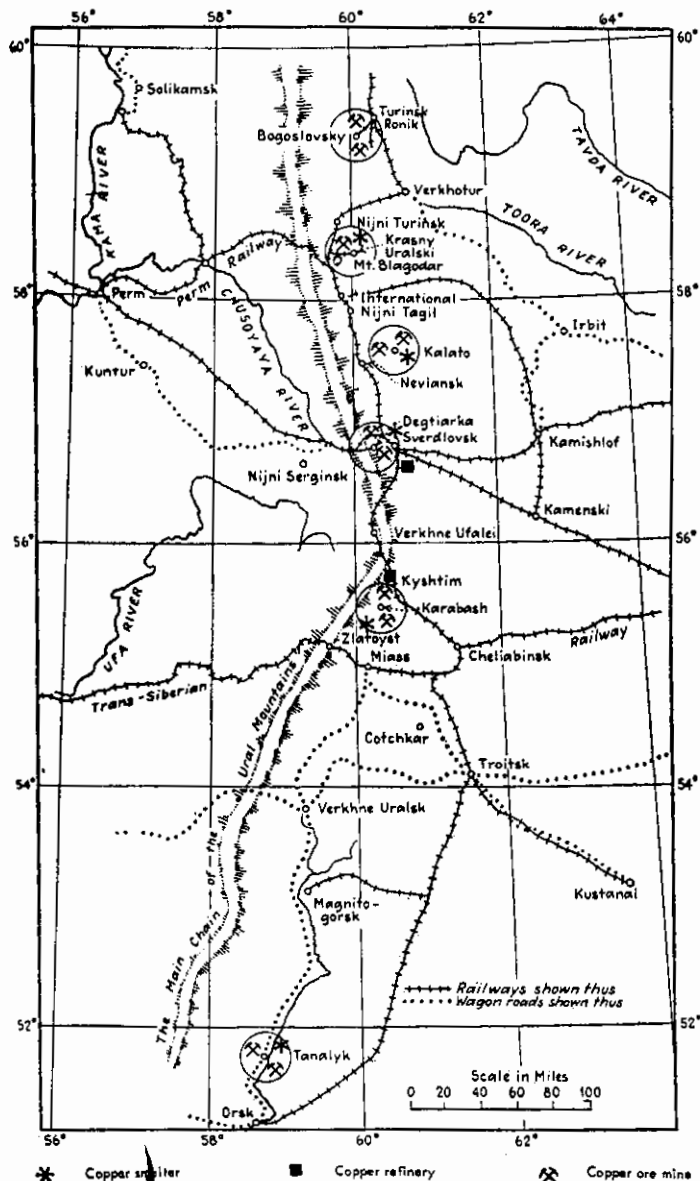 56° 58° 60° 62° 64°
60° 60°
Solikamsk
Turinsk
Ronik
Bogoslovsky
TAVDA RIVER
KAMA RIVER
Verkhotur
Nijni Turinsk
TOORA RIVER
Krasny
Uralski
Mt. Blagodar
Perm Railway
58° 58°
Perm
International
Nijni Tagil
CHUSOYAYA RIVER
Irbit
Kuntur
Kalato
Neviansk
Degtiarka
Sverdlovsk
Kamishlof
Nijni Serginsk
Kamenski
Verkhne Ufalei
56° 56°
Kyshtim
Karabash
UFA RIVER
Zlatoyst
Miass
Cheliabinsk
Railway
Trans-Siberian
Cotchkar
Troitsk
54° 54°
Verkhne Uralsk
The Main Chain of the Ural Mountains
Kustanai
Magnito-
gorsk
Railways shown thus
Wagon roads shown thus
52° 52°
Tanalyk
Scale in Miles
0 20 40 60 80 100
Orsk
56° 58° 60° 62°
Copper smelter
Copper refinery
Copper ore mine